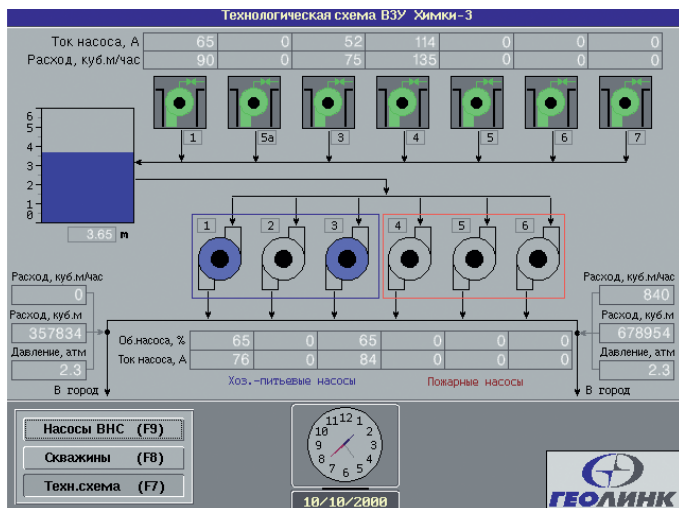 Технологическая схема ВЗУ Химки-3
Ток насоса, А 65 0 52 114 0 0 0
Расход, куб.м/час 90 0 75 135 0 0 0
1 5а 3 4 5 6 7
6
5
4
3
2
1
0
3.65 m
1 2 3 4 5 6
Расход, куб.м/час
0
Расход, куб.м
357834
Давление, атм
2.3
В город
Об.насоса, % 65 0 65 0 0 0
Ток насоса, А 76 0 84 0 0 0
Хоз.-питьевые насосы
Пожарные насосы
Расход, куб.м/час
840
Расход, куб.м
678954
Давление, атм
2.3
В город
Насосы ВНС (F9)
Скважины (F8)
Техн.схема (F7)
12 1 2 3 4 5 6 7 8 9 10 11
10/10/2000
ГЕОЛИНК